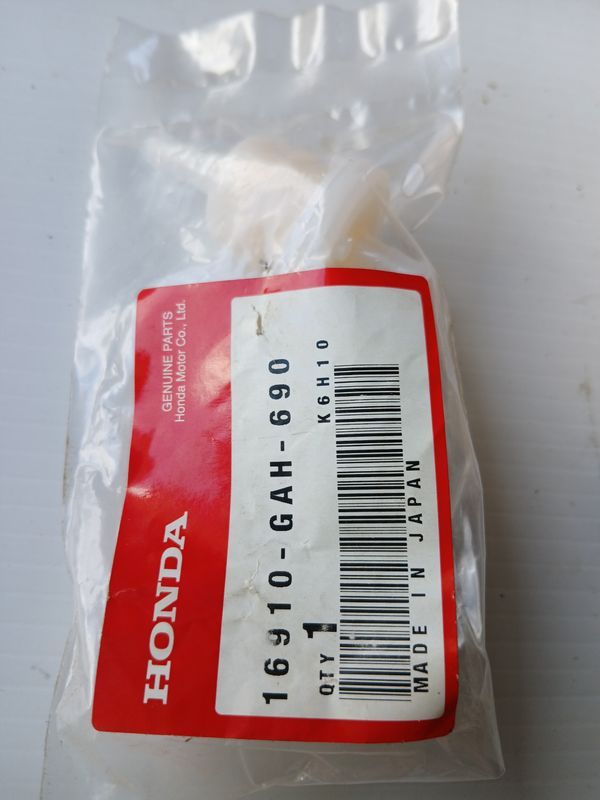 GENUINE PARTS
Honda Motor Co., Ltd.
HONDA
16910-GAH-690
K6H10
QTY 1
MADE IN JAPAN